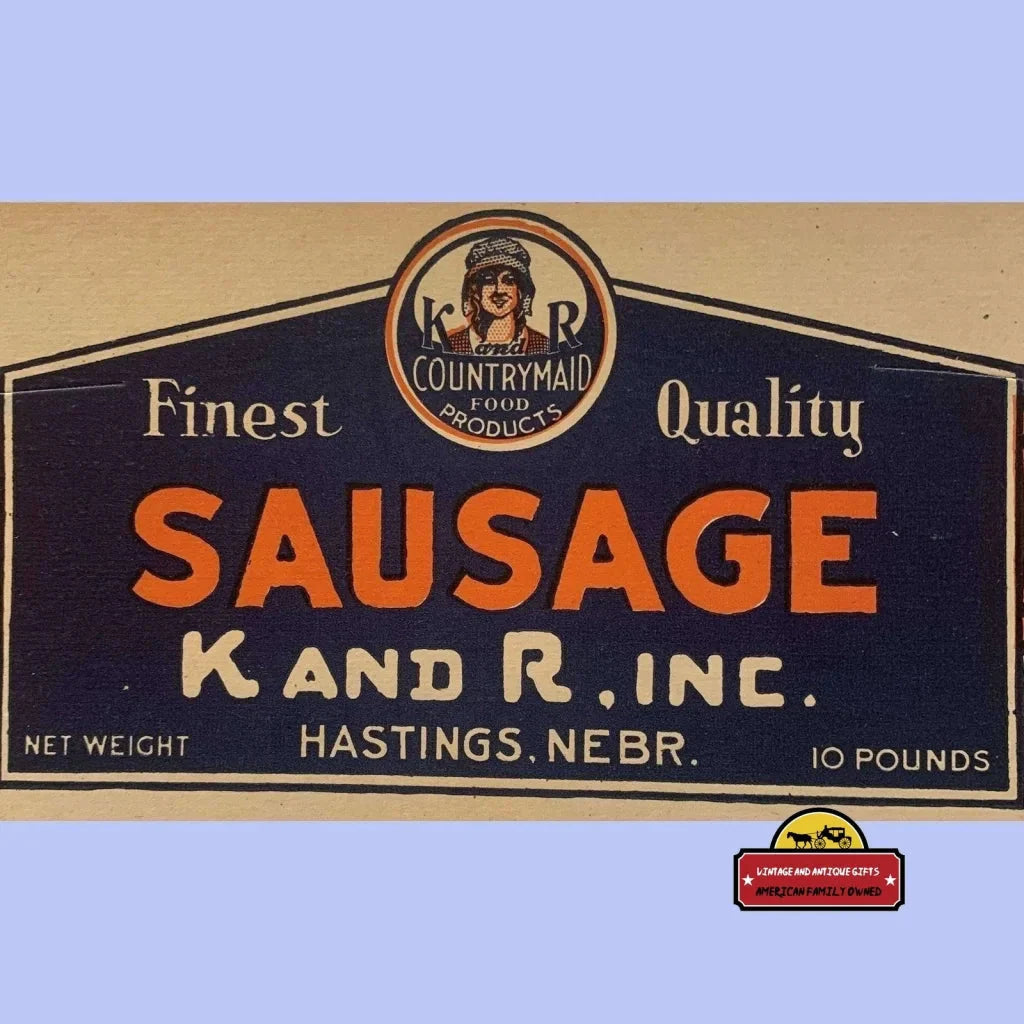 K and R
COUNTRYMAID
FOOD
PRODUCTS
Finest Quality
SAUSAGE
K AND R, INC.
HASTINGS, NEBR.
NET WEIGHT 10 POUNDS
VINTAGE AND ANTIQUE GIFTS
AMERICAN FAMILY OWNED